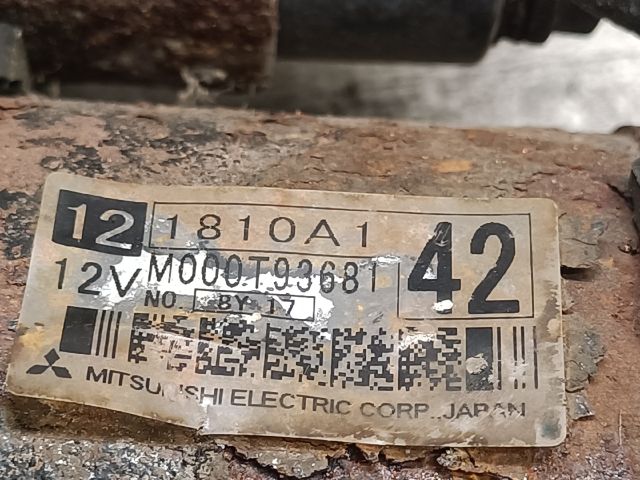 12 1810A1 42
12V M000T93681
NO. BY 17
MITSUBISHI ELECTRIC CORP., JAPAN